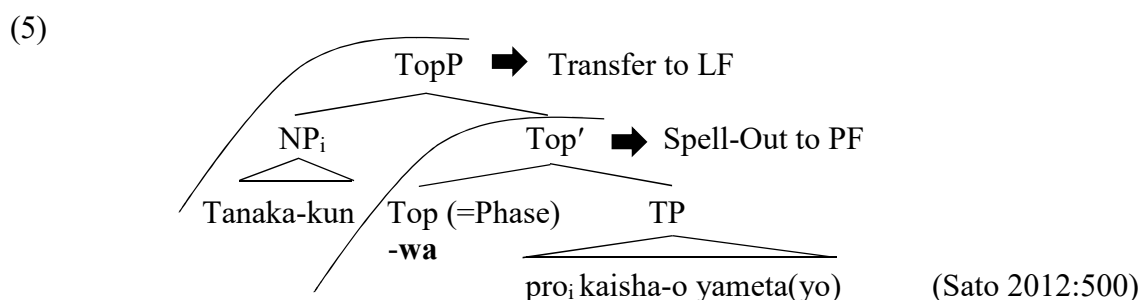 (5)
TopP ➡ Transfer to LF
NPᵢ Top′ ➡ Spell-Out to PF
Tanaka-kun Top (=Phase) TP
-wa
proᵢ kaisha-o yameta(yo) (Sato 2012:500)